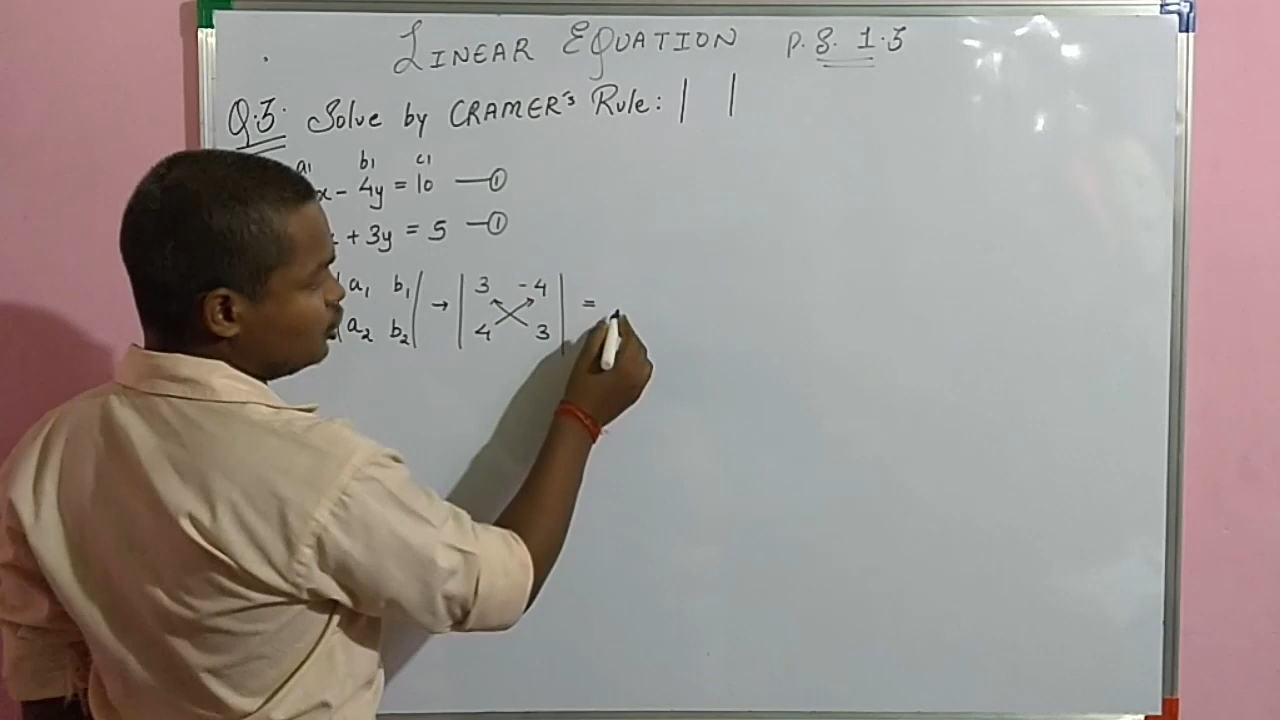 LINEAR EQUATION P.S. 1.3
Q.3. Solve by CRAMER's Rule: | |
a1 b1 c1
x - 4y = 10 —①
+ 3y = 5 —①
| a1 b1 | → | 3 -4 | =
| a2 b2 | | 4 3 |